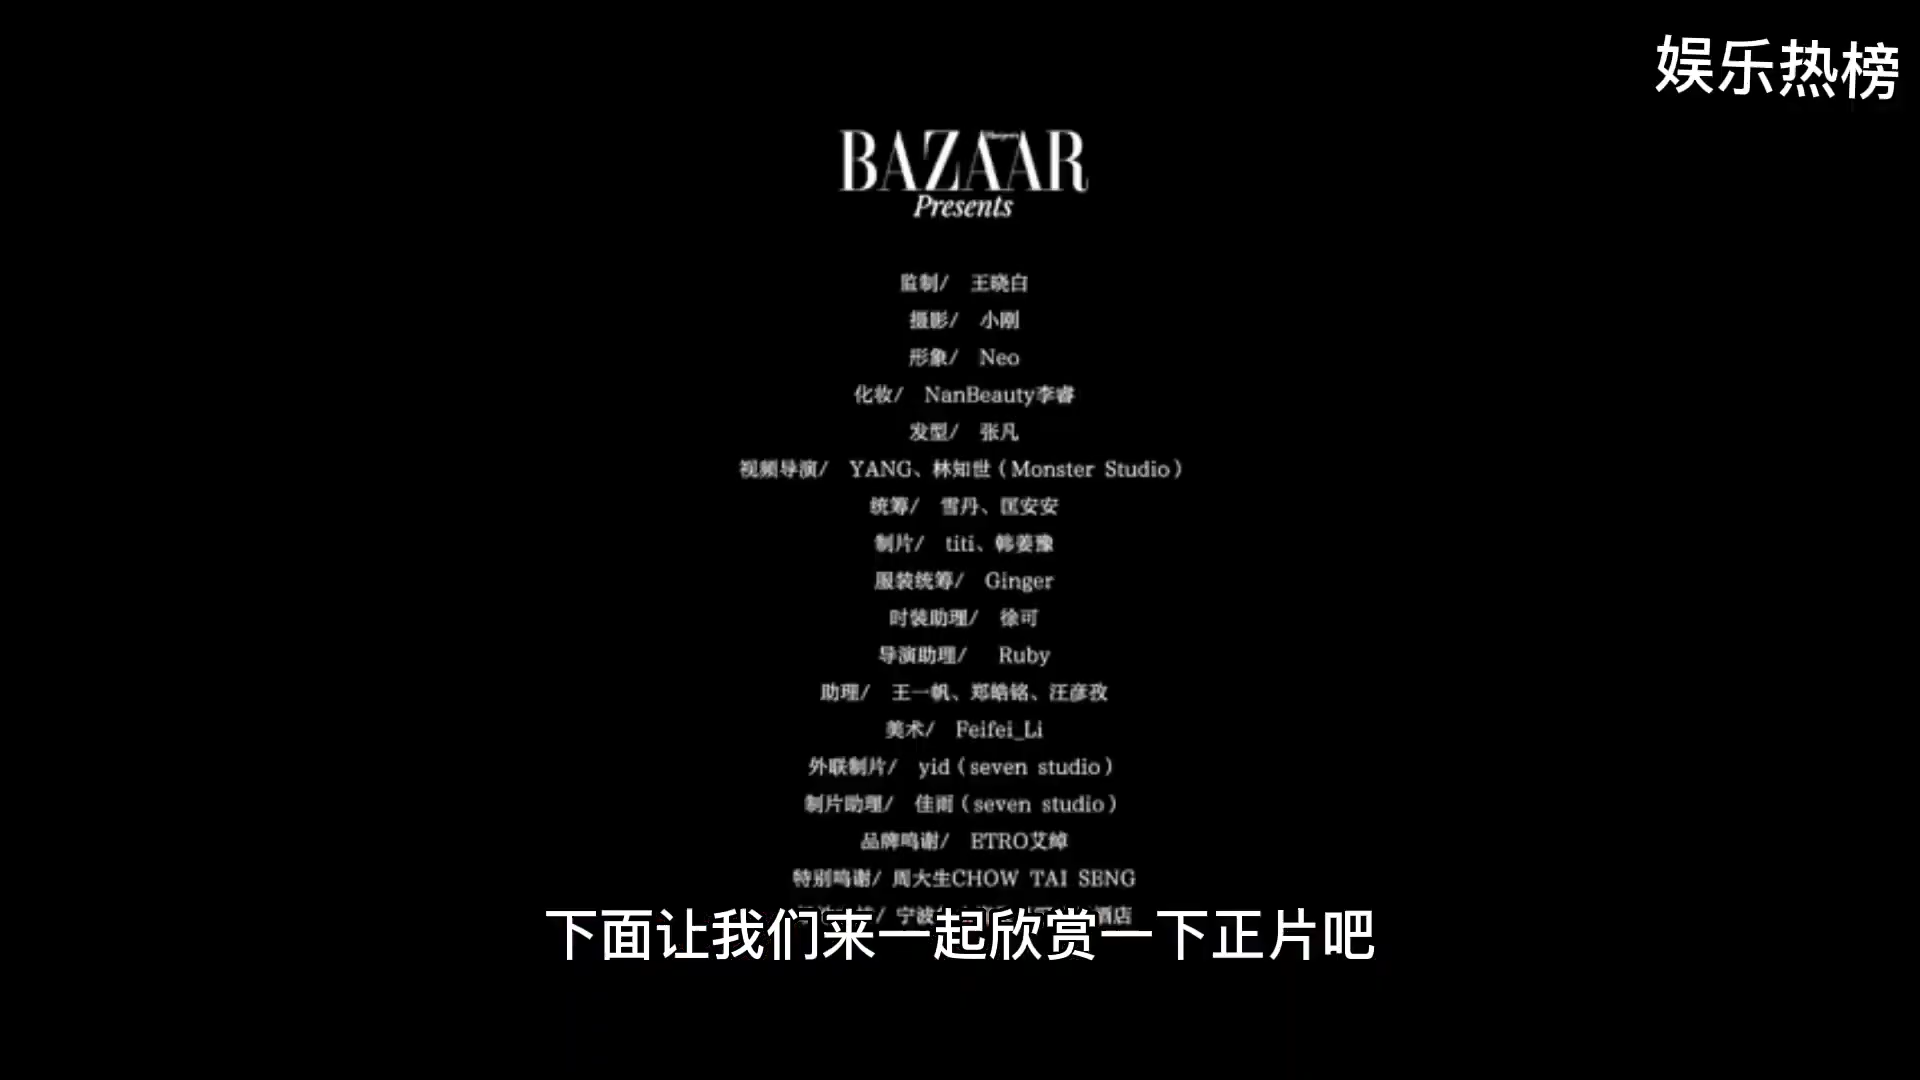 娱乐热榜
BAZAAR
Presents
监制/ 王晓白
摄影/ 小刚
形象/ Neo
化妆/ NanBeauty李睿
发型/ 张凡
视频导演/ YANG、林知世（Monster Studio）
统筹/ 雪丹、匡安安
制片/ titi、韩姜豫
服装统筹/ Ginger
时装助理/ 徐可
导演助理/ Ruby
助理/ 王一帆、郑皓铭、汪彦孜
美术/ Feifei_Li
外联制片/ yid（seven studio）
制片助理/ 佳雨（seven studio）
品牌鸣谢/ ETRO艾绰
特别鸣谢/ 周大生CHOW TAI SENG
/ 宁波 酒店
下面让我们来一起欣赏一下正片吧